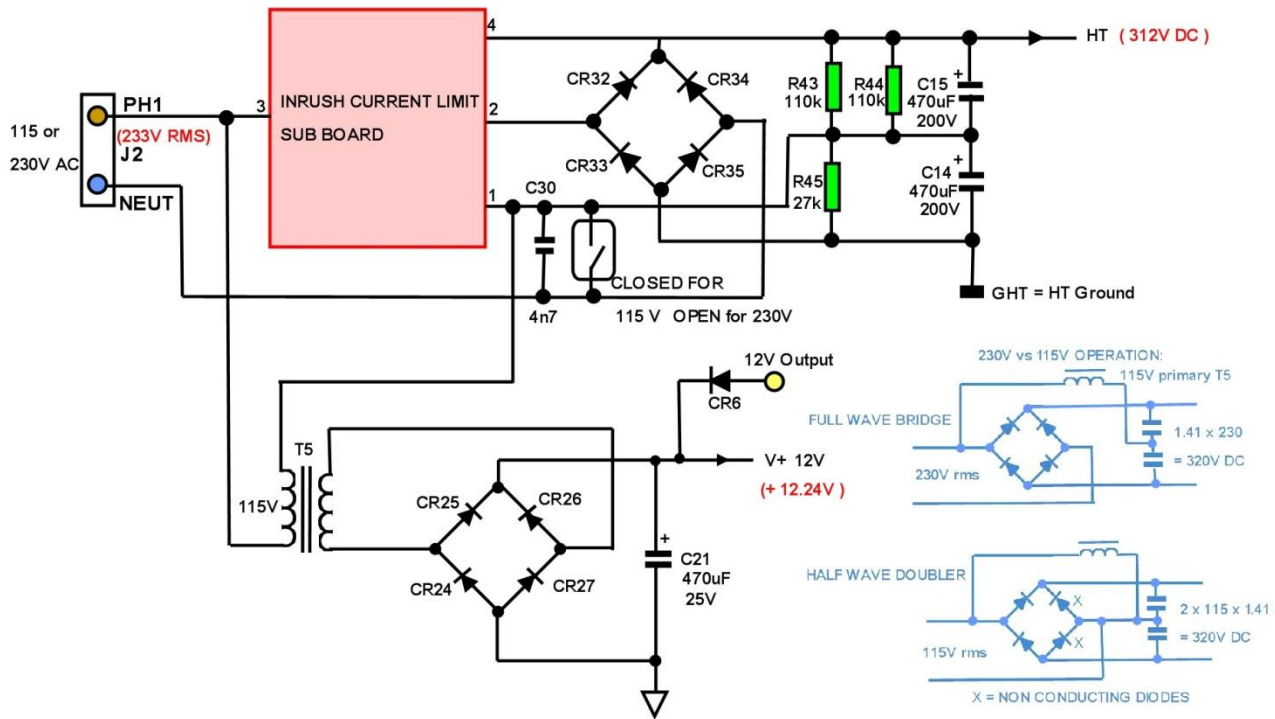 4
HT ( 312V DC )
INRUSH CURRENT LIMIT
SUB BOARD
3
2
1
PH1
(233V RMS)
J2
115 or
230V AC
NEUT
CR32
CR34
CR33
CR35
R43
110k
R44
110k
+
C15
470uF
200V
R45
27k
+
C14
470uF
200V
C30
4n7
CLOSED FOR
115 V OPEN for 230V
GHT = HT Ground
12V Output
CR6
T5
115V
CR25
CR26
CR24
CR27
V+ 12V
(+ 12.24V )
+
C21
470uF
25V
230V vs 115V OPERATION:
115V primary T5
FULL WAVE BRIDGE
1.41 x 230
= 320V DC
230V rms
HALF WAVE DOUBLER
X
X
2 x 115 x 1.41
= 320V DC
115V rms
X = NON CONDUCTING DIODES